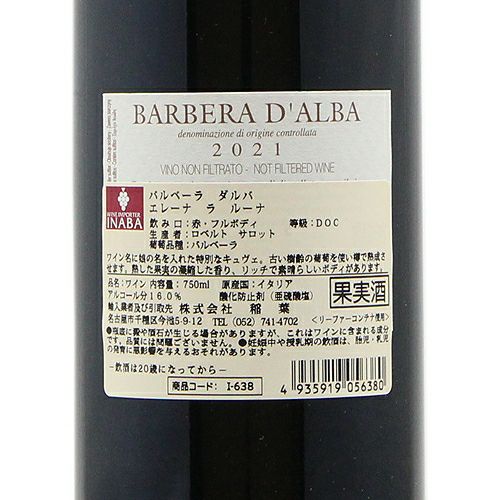 BARBERA D'ALBA
denominazione di origine controllata
2021
VINO NON FILTRATO - NOT FILTERED WINE
WINE IMPORTER
INABA
バルベーラ ダルバ
エレーナ ラ ルーナ
飲み口：赤・フルボディ 等級：DOC
生産者：ロベルト サロット
葡萄品種：バルベーラ
ワイン名に娘の名を入れた特別なキュヴェ。古い樹齢の葡萄を使い樽で熟成さ
せます。熟した果実の凝縮した香り、リッチで素晴らしいボディがあります。
品名：ワイン 内容量：750ml 原産国：イタリア
アルコール分16.0% 酸化防止剤（亜硫酸塩）
果実酒
輸入業者及び引取先 株式会社 稲葉
名古屋市千種区今池5-9-12 TEL（052）741-4702
＜リーファーコンテナ使用＞
●瓶底に澱や酒石が生じる場合がありますが、これはワインに含まれる成分
です。品質には問題ございません。●妊娠中や授乳期の飲酒は、胎児・乳児
の発育に悪影響を与えるおそれがあります。
－飲酒は20歳になってから－
商品コード： I-638
4 935919 056380